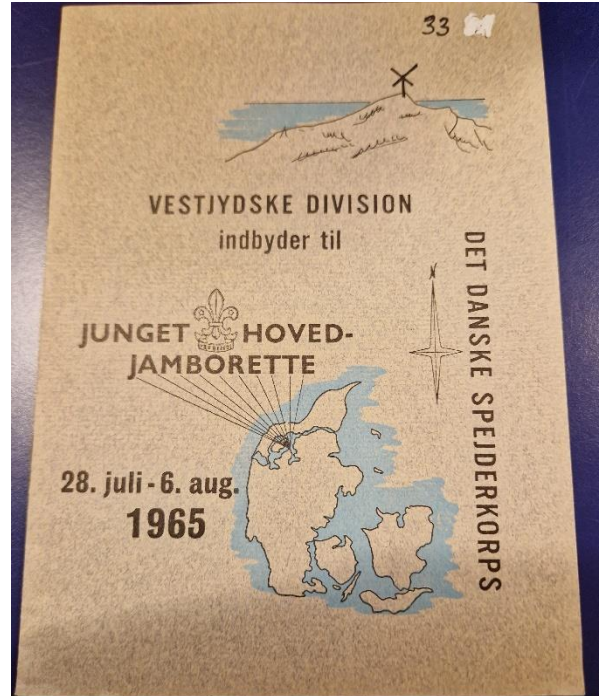 33
VESTJYDSKE DIVISION
indbyder til
JUNGET HOVED-
JAMBORETTE
28. juli - 6. aug.
1965
N
DET DANSKE SPEJDERKORPS